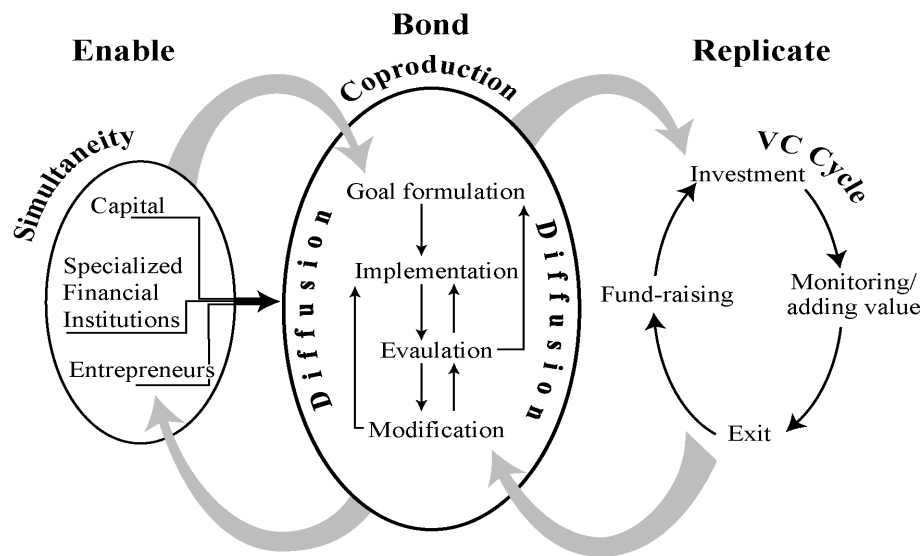 Enable
Bond
Replicate
Simultaneity
Capital
Specialized
Financial
Institutions
Entrepreneurs
Coproduction
Diffusion
Goal formulation
Implementation
Evaulation
Modification
Diffusion
VC Cycle
Investment
Monitoring/
adding value
Exit
Fund-raising